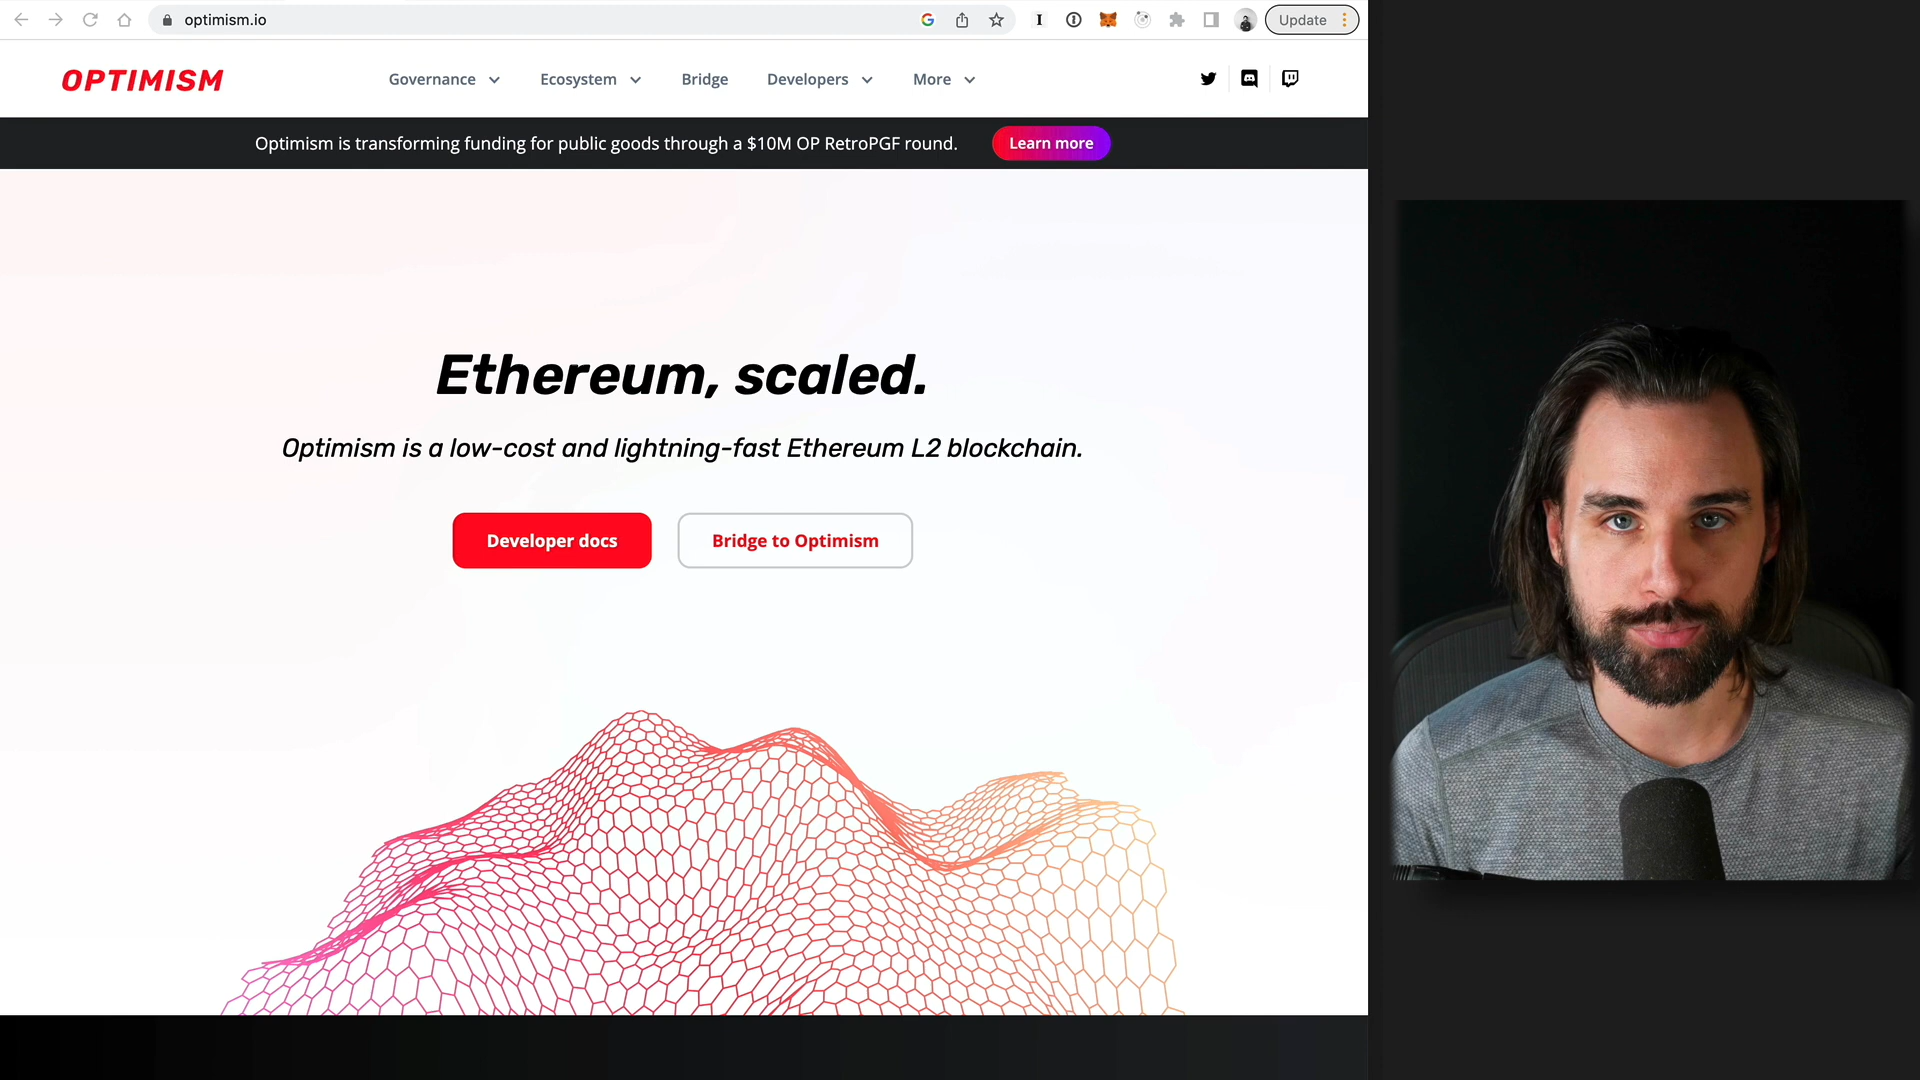 optimism.io
Update
OPTIMISM
Governance
Ecosystem
Bridge
Developers
More
Optimism is transforming funding for public goods through a $10M OP RetroPGF round.
Learn more
Ethereum, scaled.
Optimism is a low-cost and lightning-fast Ethereum L2 blockchain.
Developer docs
Bridge to Optimism